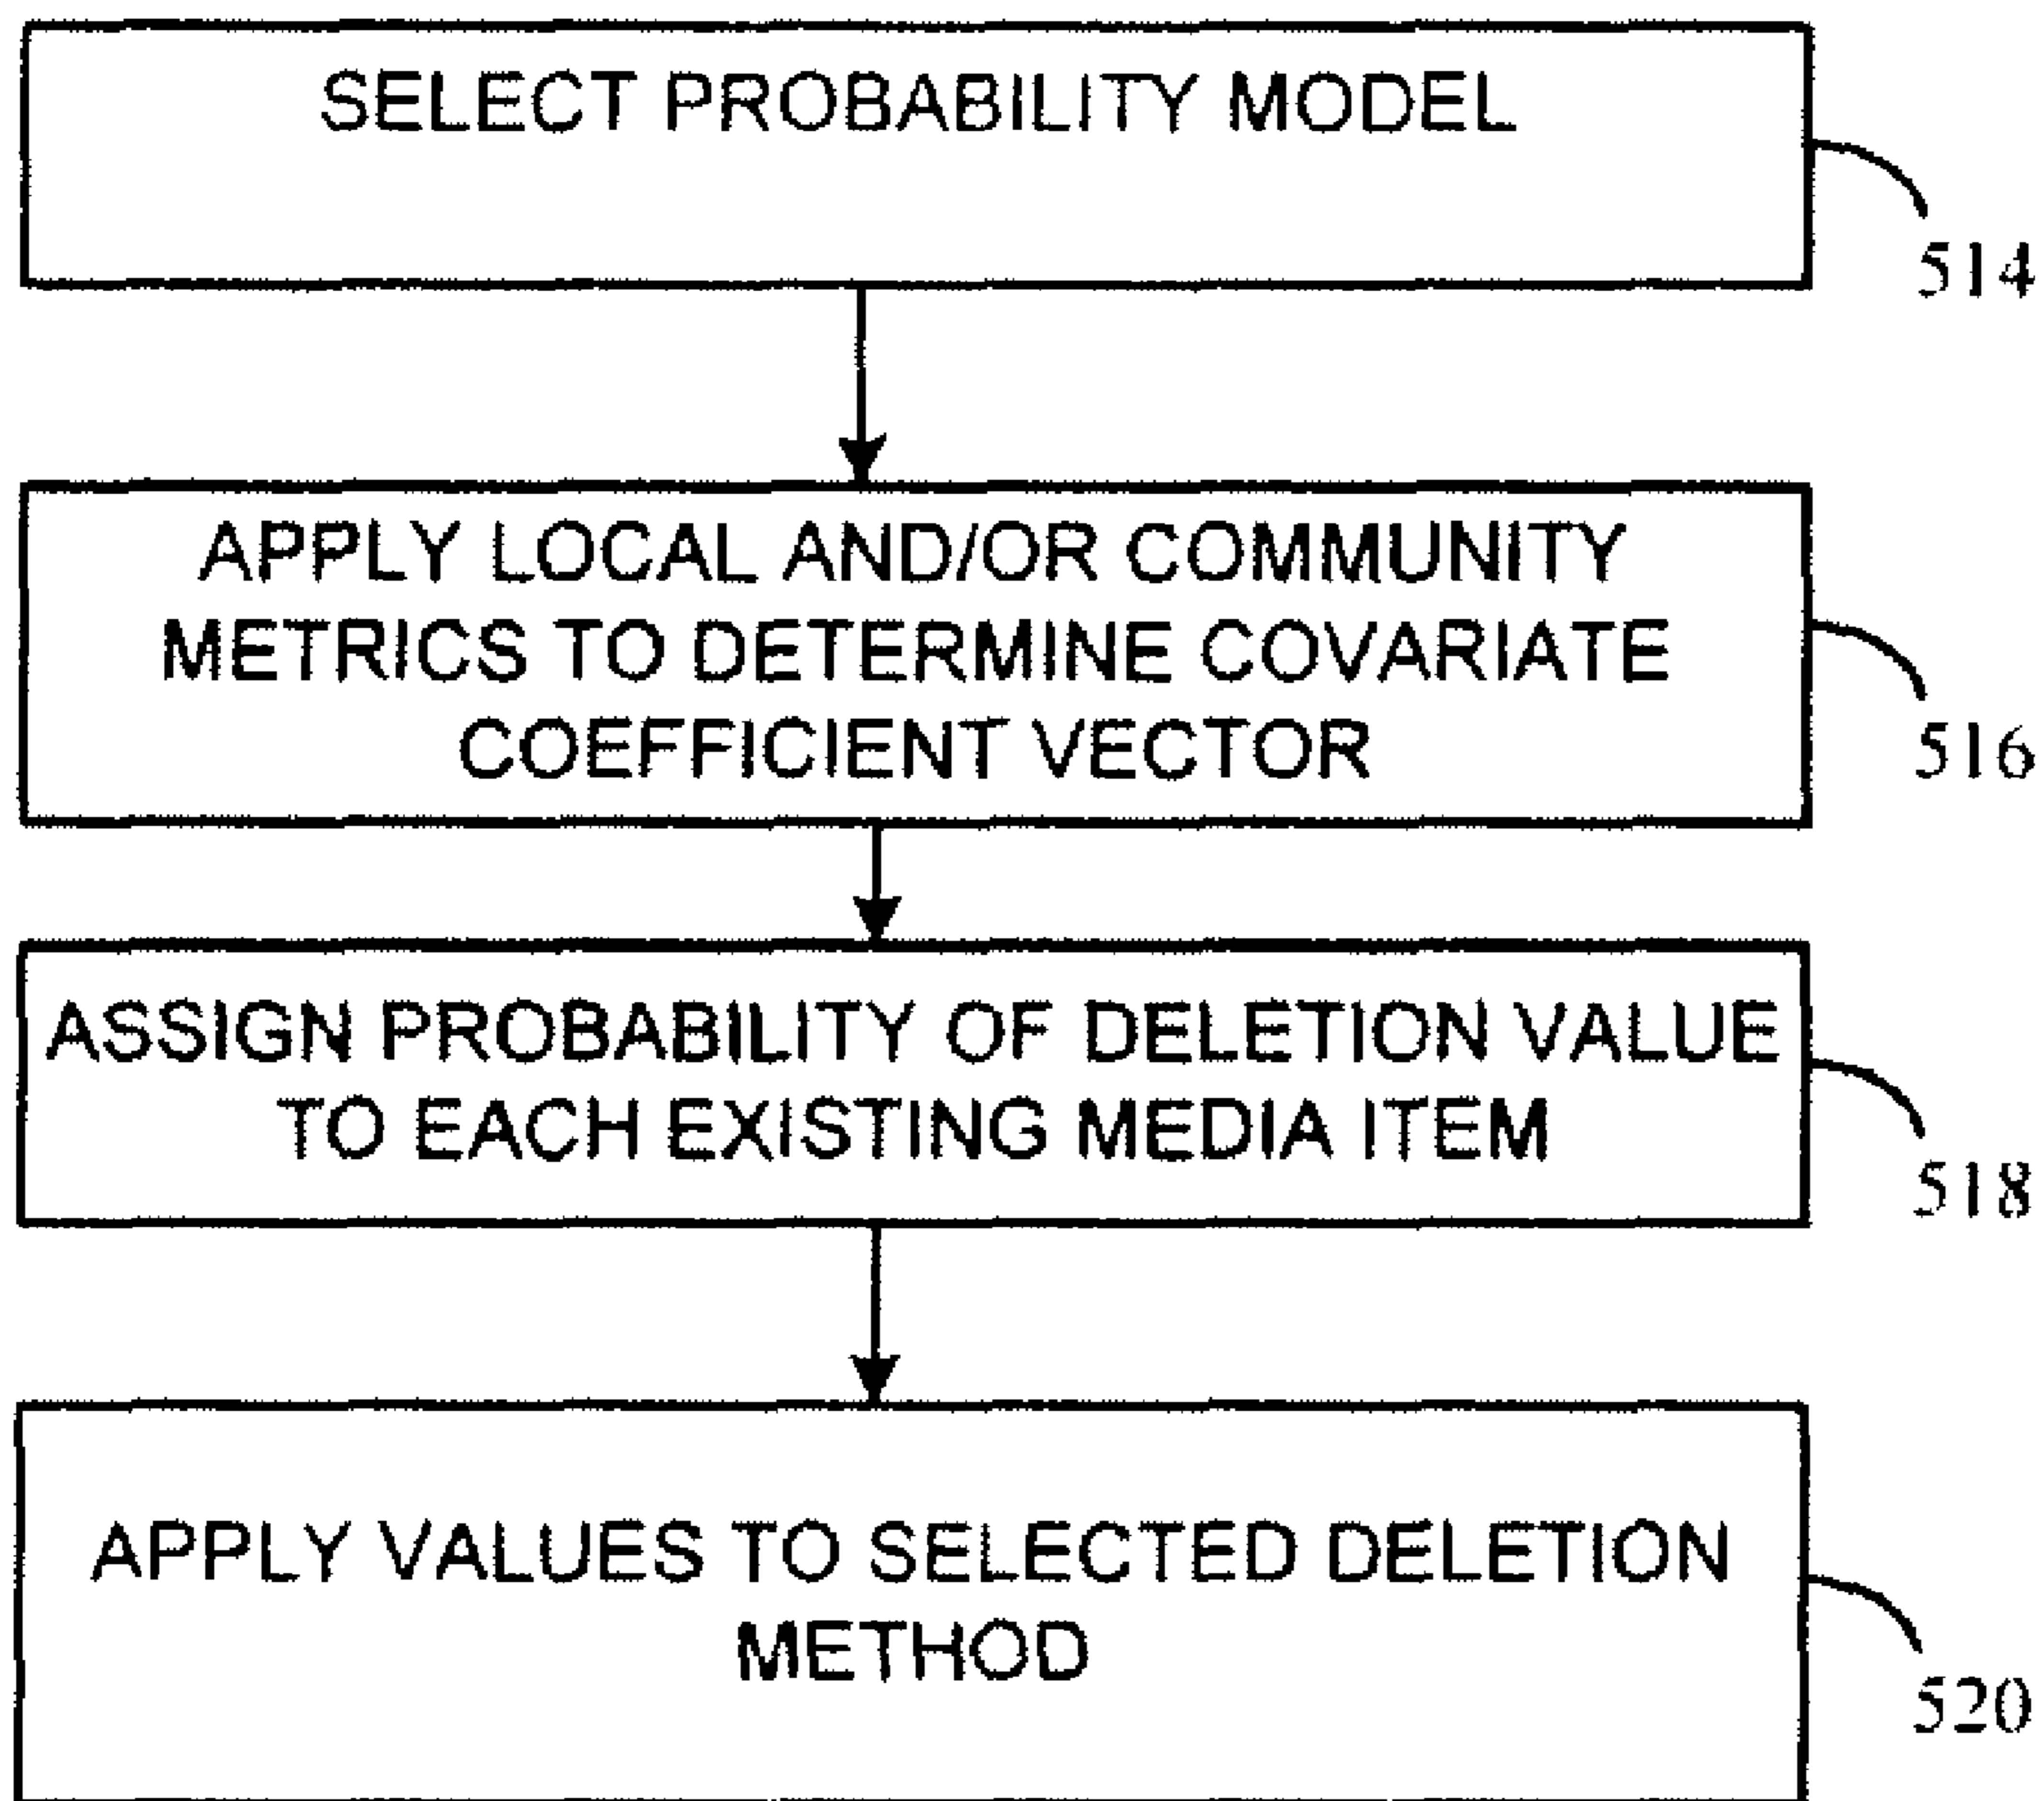 SELECT PROBABILITY MODEL
514
APPLY LOCAL AND/OR COMMUNITY
METRICS TO DETERMINE COVARIATE
COEFFICIENT VECTOR
516
ASSIGN PROBABILITY OF DELETION VALUE
TO EACH EXISTING MEDIA ITEM
518
APPLY VALUES TO SELECTED DELETION
METHOD
520